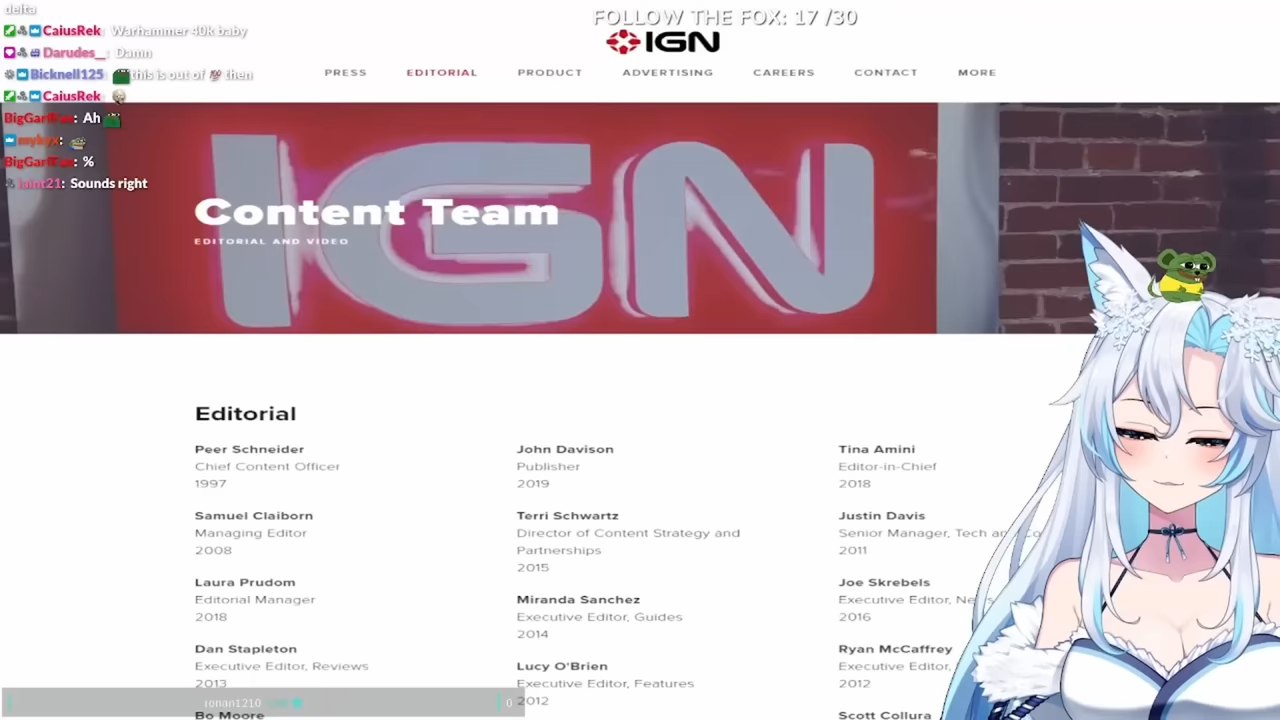 delta
CaiusRek: Warhammer 40k baby
Darudes__: Damn
Bicknell125: this is out of 💯 then
CaiusRek:
: Ah
mykyx:
: %
: Sounds right
FOLLOW THE FOX: 17 /30
IGN
PRESS EDITORIAL PRODUCT ADVERTISING CAREERS CONTACT MORE
IGN
Content Team
EDITORIAL AND VIDEO
Editorial
Peer Schneider
Chief Content Officer
1997
Samuel Claiborn
Managing Editor
2008
Laura Prudom
Editorial Manager
2018
Dan Stapleton
Executive Editor, Reviews
2013
Bo Moore
John Davison
Publisher
2019
Terri Schwartz
Director of Content Strategy and
Partnerships
2015
Miranda Sanchez
Executive Editor, Guides
2014
Lucy O'Brien
Executive Editor, Features
2012
Tina Amini
Editor-in-Chief
2018
Justin Davis
Senior Manager, Tech an Co
2011
Joe Skrebels
Executive Editor, Ne
2016
Ryan McCaffrey
Executive Editor,
2012
Scott Collura
ronan1210
0